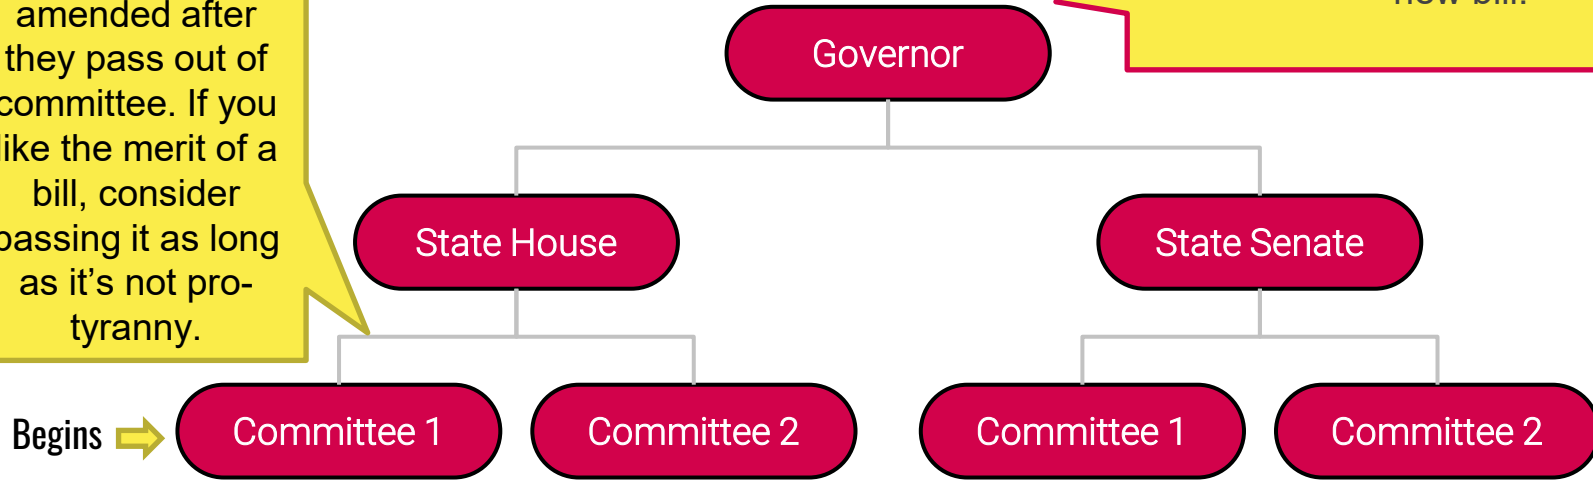 amended after
they pass out of
committee. If you
like the merit of a
bill, consider
passing it as long
as it's not pro-
tyranny.
bill.
Governor
State House
State Senate
Begins
Committee 1
Committee 2
Committee 1
Committee 2